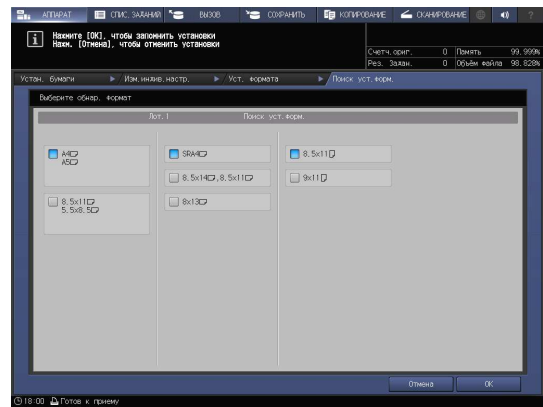 АППАРАТ СПИС. ЗАДАНИЙ ВЫЗОВ СОХРАНИТЬ КОПИРОВАНИЕ СКАНИРОВАНИЕ ?
Нажмите [OK], чтобы запомнить установки
Нажм. [Отмена], чтобы отменить установки
Счетч. ориг. 0 Память 99,999%
Рез. Задан. 0 Объём файла 98,828%
Устан. бумаги Изм.индив.настр. Уст. формата Поиск уст.форм.
Выберите обнар. формат
Лот.1 Поиск уст.форм.
A4 SRA4 8,5x11
A5
8,5x14, 8,5x11 9x11
8,5x11 8x13
5,5x8,5
Отмена OK
18:00 Готов к приему